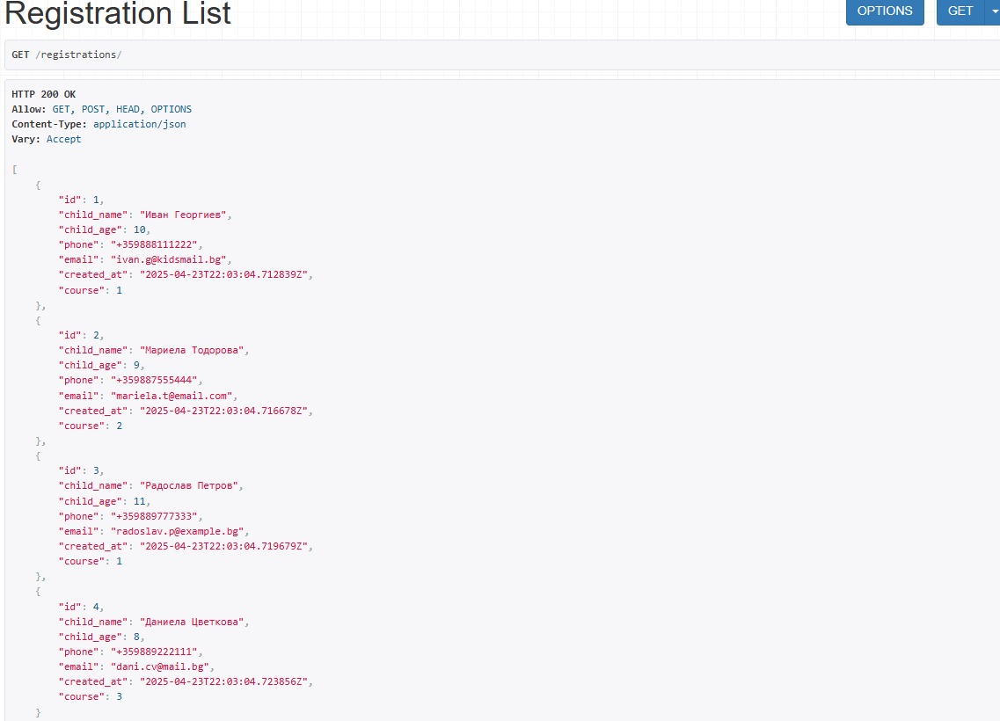 Registration List
OPTIONS
GET
GET /registrations/
HTTP 200 OK
Allow: GET, POST, HEAD, OPTIONS
Content-Type: application/json
Vary: Accept
[
    {
        "id": 1,
        "child_name": "Иван Георгиев",
        "child_age": 10,
        "phone": "+359888111222",
        "email": "ivan.g@kidsmail.bg",
        "created_at": "2025-04-23T22:03:04.712839Z",
        "course": 1
    },
    {
        "id": 2,
        "child_name": "Мариела Тодорова",
        "child_age": 9,
        "phone": "+359887555444",
        "email": "mariela.t@email.com",
        "created_at": "2025-04-23T22:03:04.716678Z",
        "course": 2
    },
    {
        "id": 3,
        "child_name": "Радослав Петров",
        "child_age": 11,
        "phone": "+359889777333",
        "email": "radoslav.p@example.bg",
        "created_at": "2025-04-23T22:03:04.719679Z",
        "course": 1
    },
    {
        "id": 4,
        "child_name": "Даниела Цветкова",
        "child_age": 8,
        "phone": "+359889222111",
        "email": "dani.cv@mail.bg",
        "created_at": "2025-04-23T22:03:04.723856Z",
        "course": 3
    }